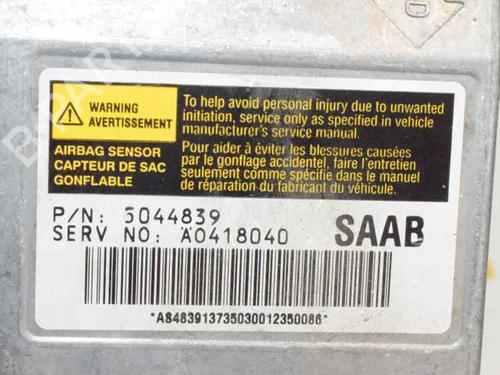 WARNING
AVERTISSEMENT
AIRBAG SENSOR
CAPTEUR DE SAC
GONFLABLE
To help avoid personal injury due to unwanted
initiation, service only as specified in vehicle
manufacturer's service manual.
Pour aider à éviter les blessures causées
par le gonflage accidentel, faire l'entretien
seulement comme spécifié dans le manuel
de réparation du fabricant du véhicule.
P/N: 5044839
SERV NO: A0418040
SAAB
*AS483913735030012350086*